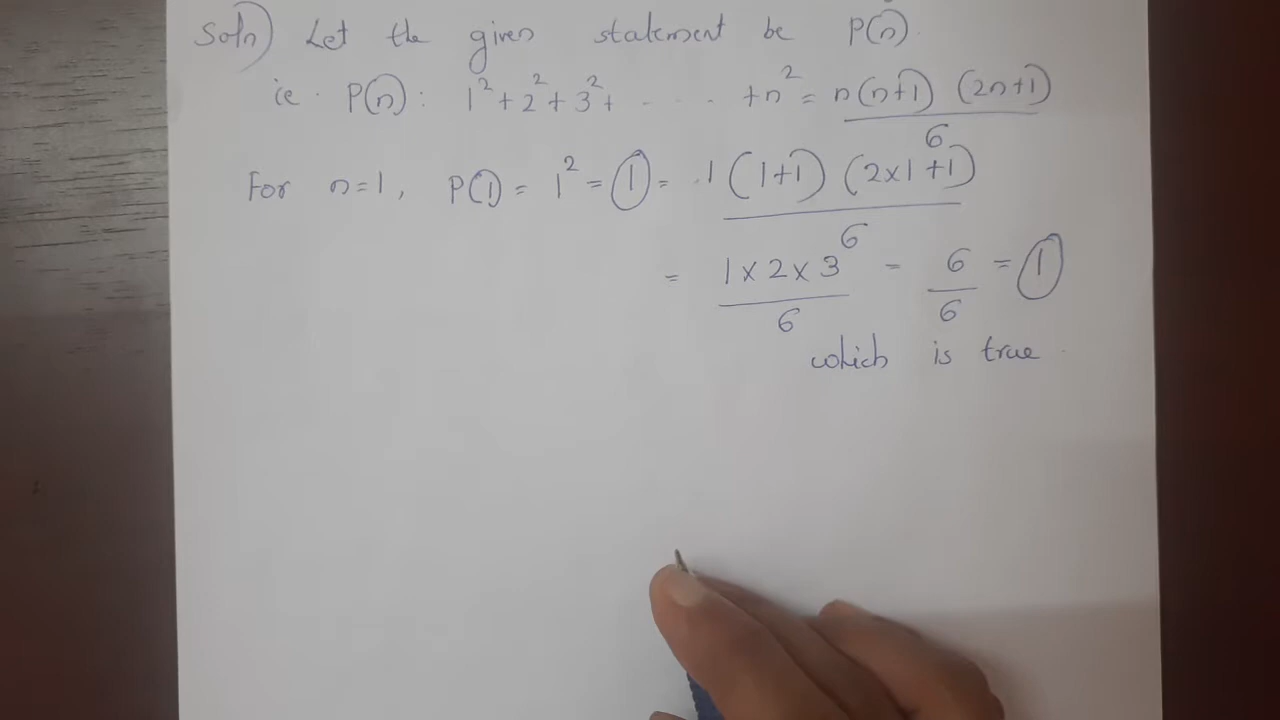 Soln) Let the given statement be P(n).
ie. P(n): 1² + 2² + 3² + . . . . + n² = n(n+1) (2n+1) / 6
For n=1, P(1) = 1² = 1 = 1 (1+1) (2×1+1) / 6
= 1×2×3 / 6 = 6 / 6 = 1
which is true.